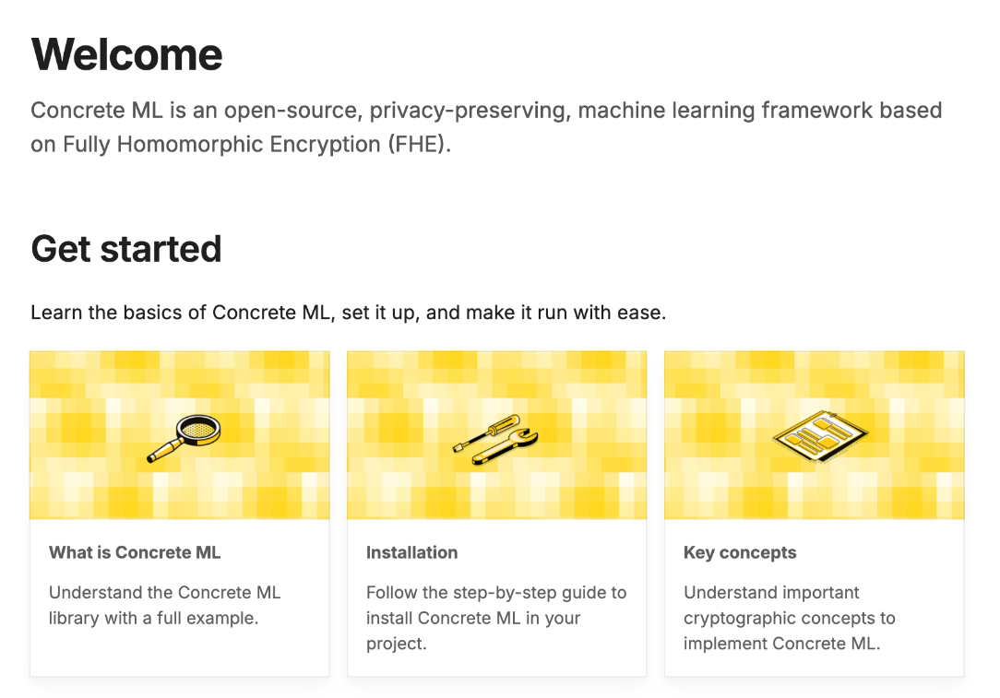 Welcome
Concrete ML is an open-source, privacy-preserving, machine learning framework based
on Fully Homomorphic Encryption (FHE).
Get started
Learn the basics of Concrete ML, set it up, and make it run with ease.
What is Concrete ML
Understand the Concrete ML
library with a full example.
Installation
Follow the step-by-step guide to
install Concrete ML in your
project.
Key concepts
Understand important
cryptographic concepts to
implement Concrete ML.